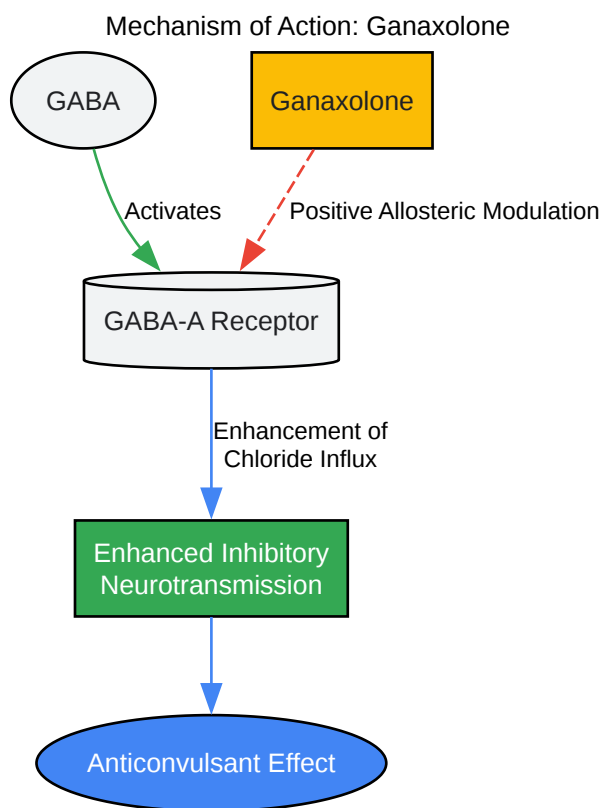 Mechanism of Action: Ganaxolone
GABA
Ganaxolone
Activates
Positive Allosteric Modulation
GABA-A Receptor
Enhancement of
Chloride Influx
Enhanced Inhibitory
Neurotransmission
Anticonvulsant Effect